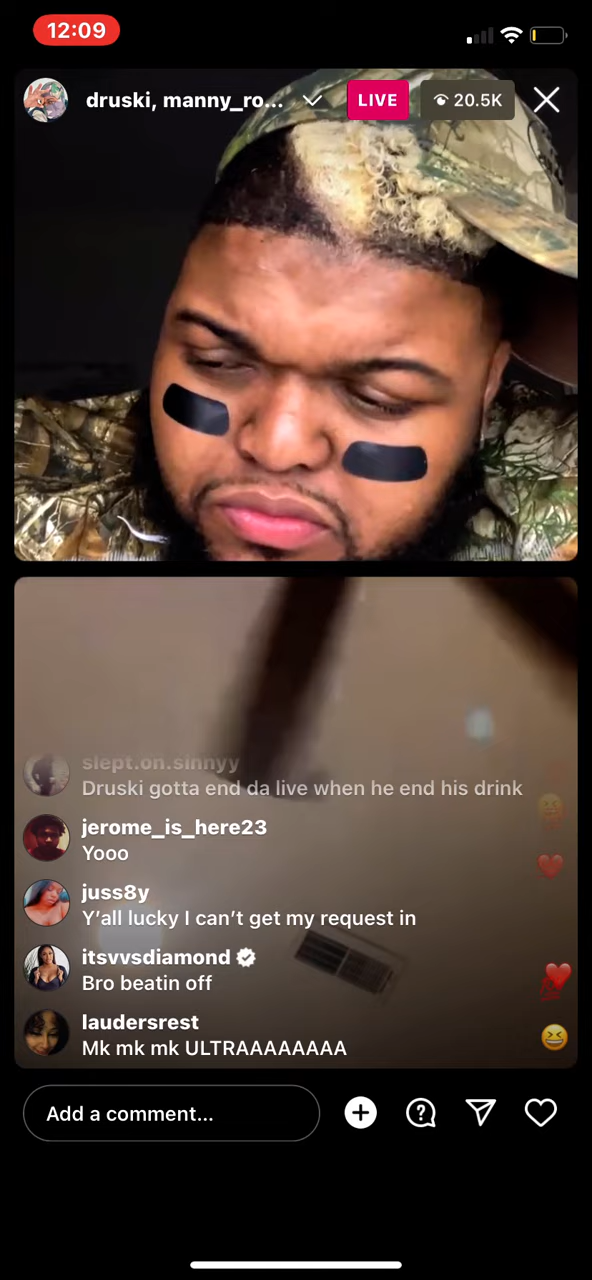 12:09
druski, manny_ro...
LIVE
20.5K
slept.on.sinnyy
Druski gotta end da live when he end his drink
jerome_is_here23
Yooo
juss8y
Y'all lucky I can't get my request in
itsvvsdiamond
Bro beatin off
laudersrest
Mk mk mk ULTRAAAAAAAA
Add a comment...